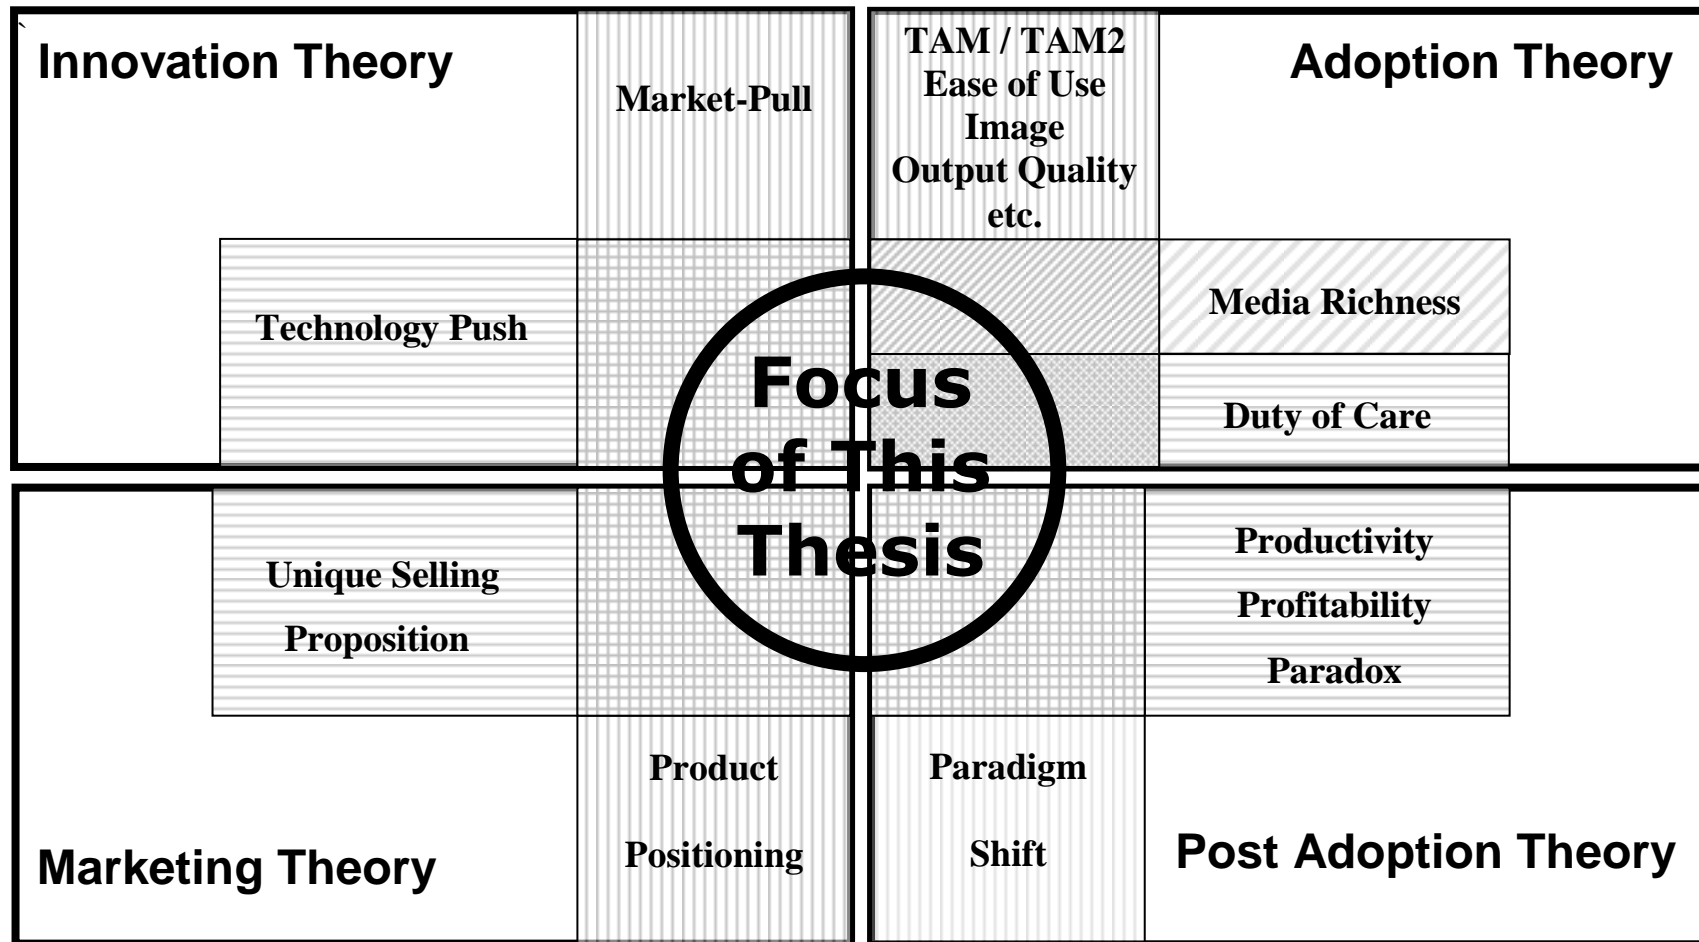 `
Innovation Theory
Market-Pull
Technology Push
TAM / TAM2
Ease of Use
Image
Output Quality
etc.
Adoption Theory
Media Richness
Duty of Care
Focus
of This
Thesis
Unique Selling
Proposition
Product
Positioning
Marketing Theory
Productivity
Profitability
Paradox
Paradigm
Shift
Post Adoption Theory